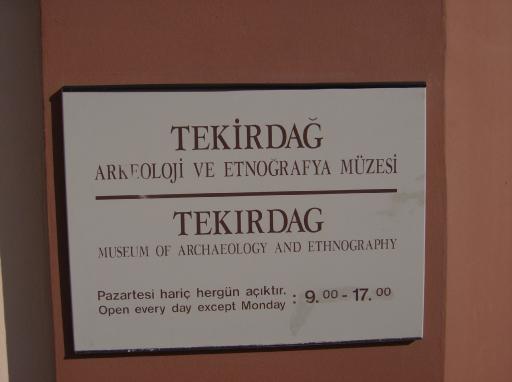 TEKİRDAĞ
ARKEOLOJİ VE ETNOĞRAFYA MÜZESİ
TEKIRDAG
MUSEUM OF ARCHAEOLOGY AND ETHNOGRAPHY
Pazartesi hariç hergün açıktır.
Open every day except Monday : 9.00 - 17.00